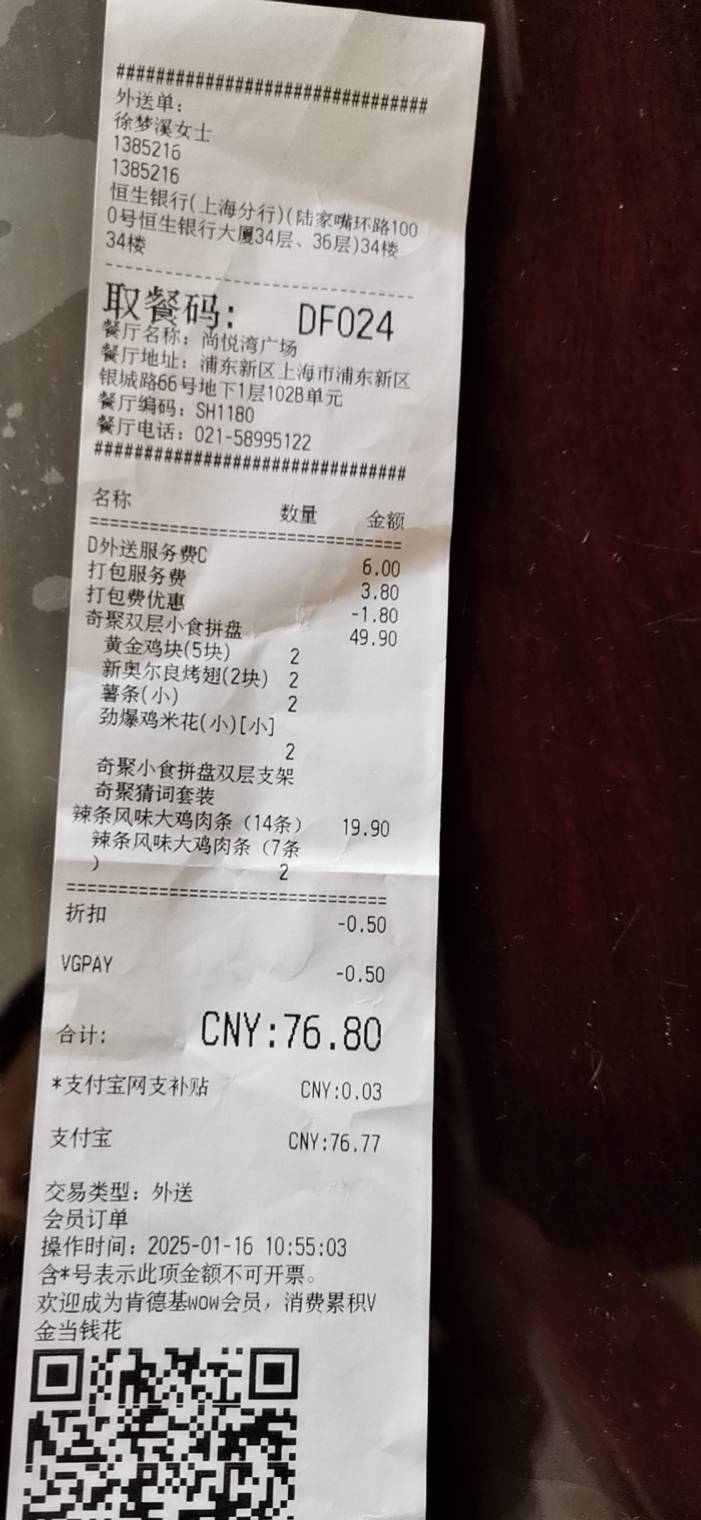 ################################
外送单：
徐梦溪女士
1385216
1385216
恒生银行(上海分行)(陆家嘴环路100
0号恒生银行大厦34层、36层)34楼
34楼
取餐码： DF024
餐厅名称：尚悦湾广场
餐厅地址：浦东新区上海市浦东新区
银城路66号地下1层102B单元
餐厅编码：SH1180
餐厅电话：021-58995122
################################
名称 数量 金额
D外送服务费C 6.00
打包服务费 3.80
打包费优惠 -1.80
奇聚双层小食拼盘 49.90
黄金鸡块(5块) 2
新奥尔良烤翅(2块) 2
薯条(小) 2
劲爆鸡米花(小)[小]
2
奇聚小食拼盘双层支架
奇聚猜词套装
辣条风味大鸡肉条（14条） 19.90
辣条风味大鸡肉条（7条
） 2
折扣 -0.50
VGPAY -0.50
合计: CNY:76.80
*支付宝网支补贴 CNY:0.03
支付宝 CNY:76.77
交易类型：外送
会员订单
操作时间：2025-01-16 10:55:03
含*号表示此项金额不可开票。
欢迎成为肯德基WOW会员，消费累积V
金当钱花